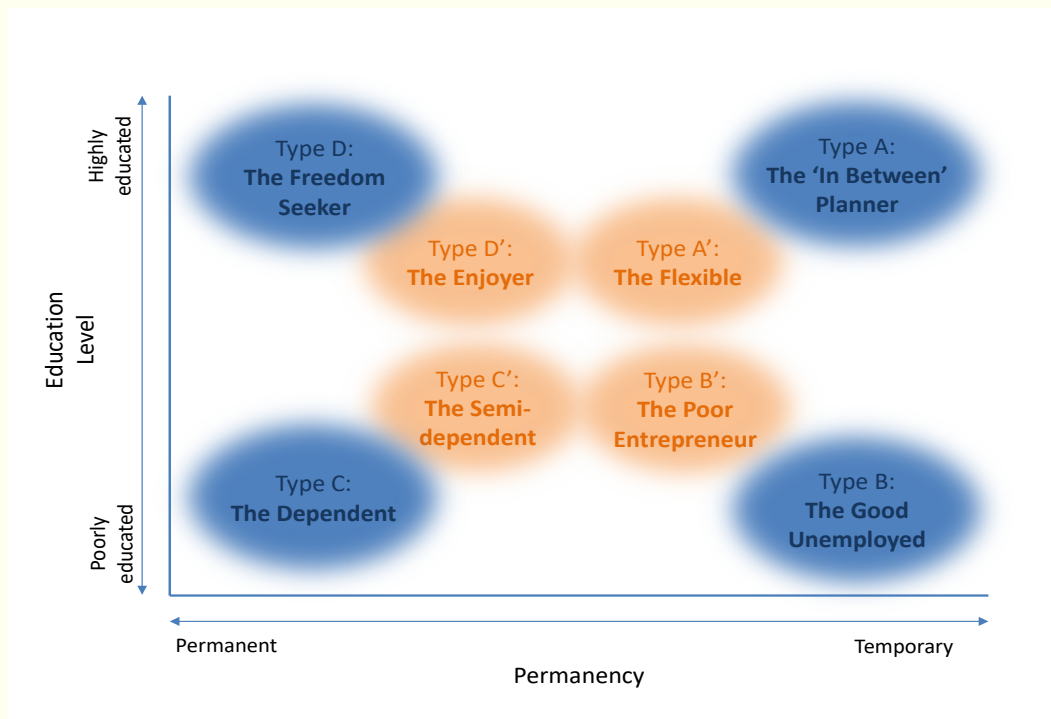 Highly
educated
Type D:
The Freedom
Seeker
Type A:
The ‘In Between’
Planner
Type D’:
The Enjoyer
Type A’:
The Flexible
Education
Level
Type C’:
The Semi-
dependent
Type B’:
The Poor
Entrepreneur
Type C:
The Dependent
Type B:
The Good
Unemployed
Poorly
educated
Permanent
Temporary
Permanency